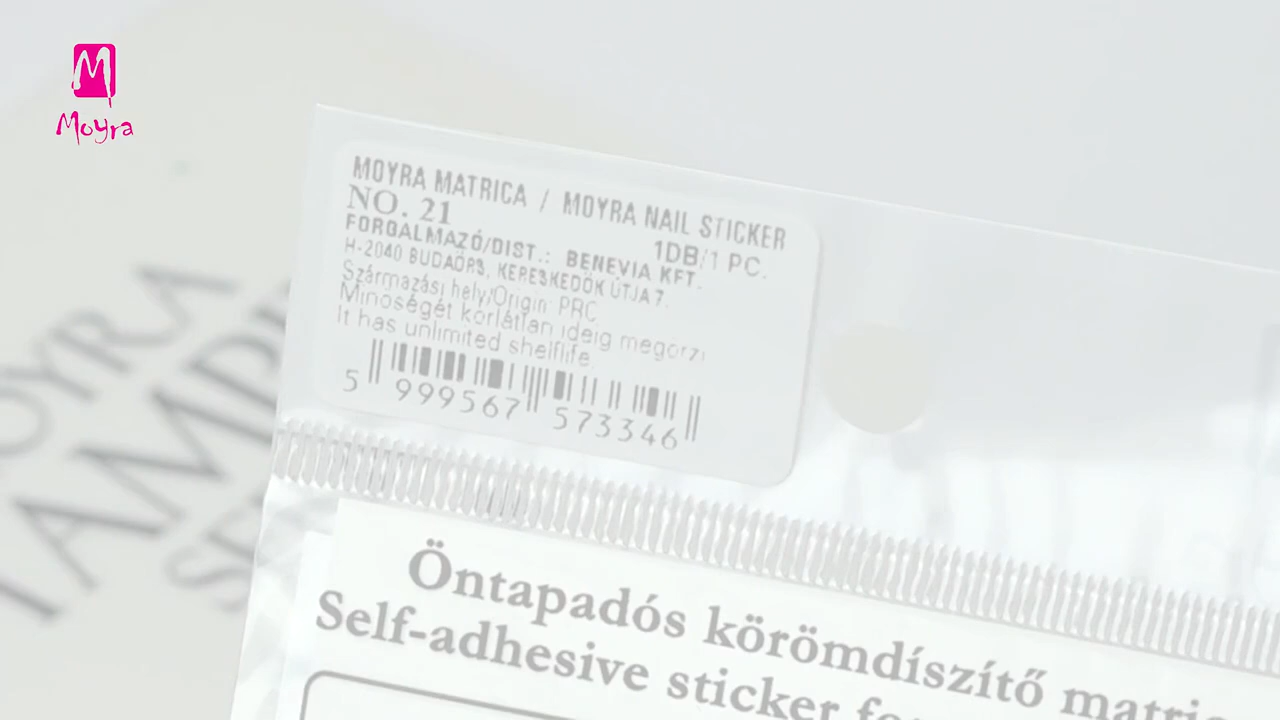 M
Moyra
MOYRA MATRICA / MOYRA NAIL STICKER
NO. 21
1DB/1 PC.
FORGALMAZÓ/DIST.: BENEVIA KFT.
H-2040 BUDAÖRS, KERESKEDŐK ÚTJA 7.
Származási hely/Origin: PRC
Minőségét korlátlan ideig megőrzi
It has unlimited shelflife.
5 999567 573346
Öntapadós körömdíszítő
Self-adhesive sticker
MOYRA